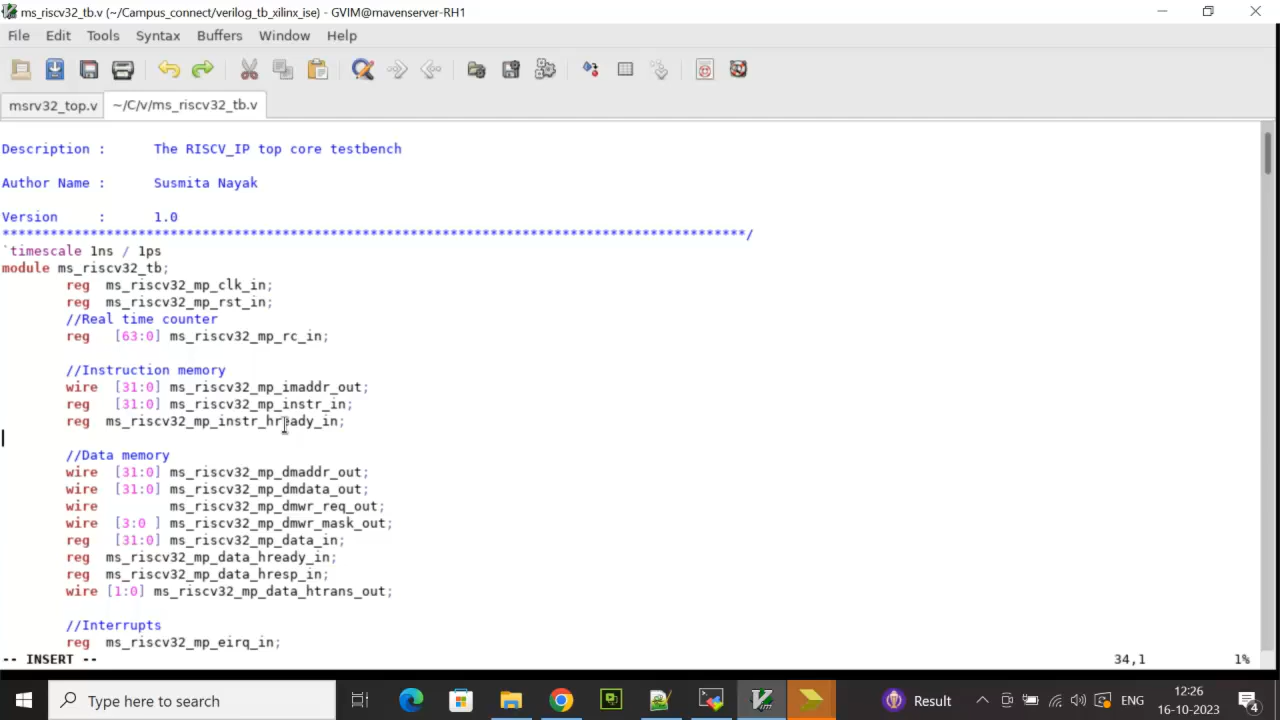 ms_riscv32_tb.v (~/Campus_connect/verilog_tb_xilinx_ise) - GVIM@mavenserver-RH1
File Edit Tools Syntax Buffers Window Help
msrv32_top.v ~/C/v/ms_riscv32_tb.v
Description : The RISCV_IP top core testbench
Author Name : Susmita Nayak
Version : 1.0
*********************************************************************************************/
`timescale 1ns / 1ps
module ms_riscv32_tb;
reg ms_riscv32_mp_clk_in;
reg ms_riscv32_mp_rst_in;
//Real time counter
reg [63:0] ms_riscv32_mp_rc_in;
//Instruction memory
wire [31:0] ms_riscv32_mp_imaddr_out;
reg [31:0] ms_riscv32_mp_instr_in;
reg ms_riscv32_mp_instr_hready_in;
//Data memory
wire [31:0] ms_riscv32_mp_dmaddr_out;
wire [31:0] ms_riscv32_mp_dmdata_out;
wire ms_riscv32_mp_dmwr_req_out;
wire [3:0 ] ms_riscv32_mp_dmwr_mask_out;
reg [31:0] ms_riscv32_mp_data_in;
reg ms_riscv32_mp_data_hready_in;
reg ms_riscv32_mp_data_hresp_in;
wire [1:0] ms_riscv32_mp_data_htrans_out;
//Interrupts
reg ms_riscv32_mp_eirq_in;
-- INSERT -- 34,1 1%
Type here to search Result ENG 12:26
16-10-2023 4